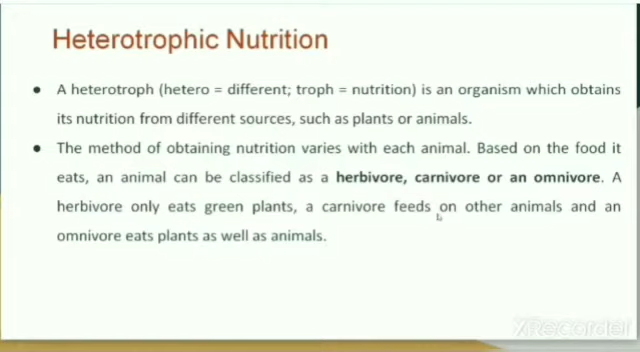 Heterotrophic Nutrition
• A heterotroph (hetero = different; troph = nutrition) is an organism which obtains
its nutrition from different sources, such as plants or animals.
• The method of obtaining nutrition varies with each animal. Based on the food it
eats, an animal can be classified as a herbivore, carnivore or an omnivore. A
herbivore only eats green plants, a carnivore feeds on other animals and an
omnivore eats plants as well as animals.
XRecorder